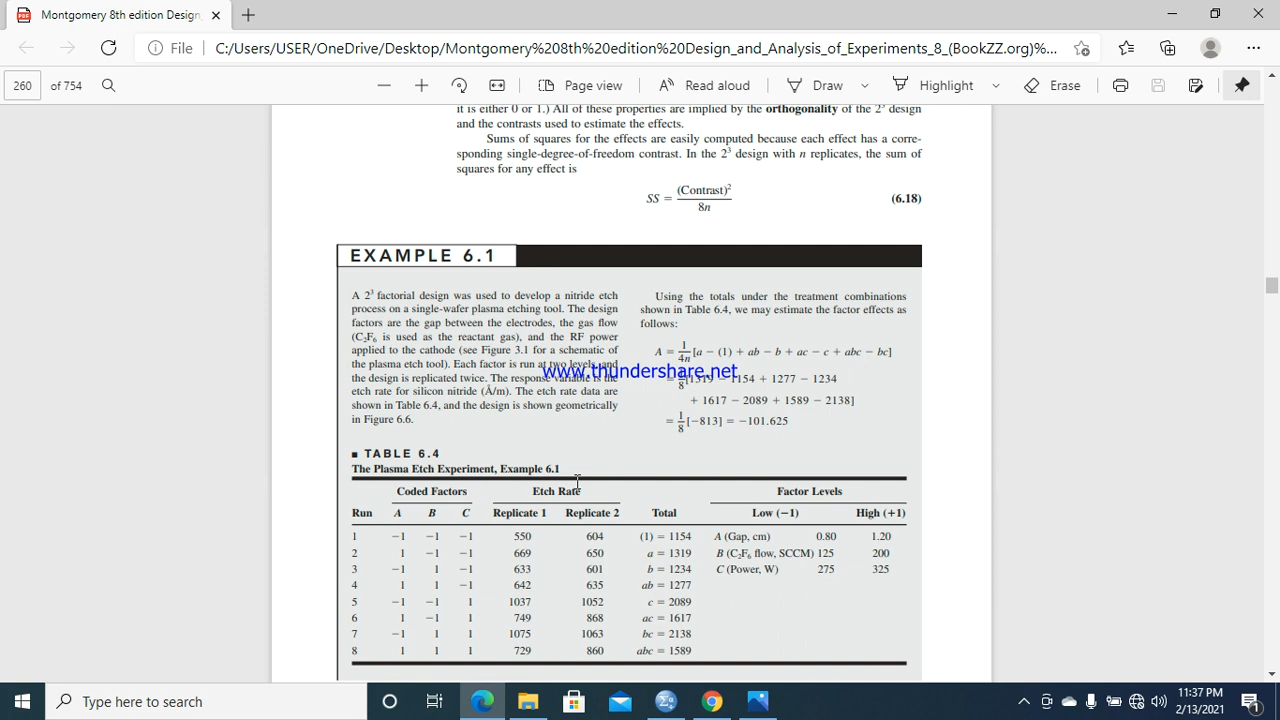 Montgomery 8th edition Design
File C:/Users/USER/OneDrive/Desktop/Montgomery%208th%20edition%20Design_and_Analysis_of_Experiments_8_(BookZZ.org)%...
260 of 754 Page view Read aloud Draw Highlight Erase
it is either 0 or 1.) All of these properties are implied by the orthogonality of the 2³ design
and the contrasts used to estimate the effects.
Sums of squares for the effects are easily computed because each effect has a corre-
sponding single-degree-of-freedom contrast. In the 2³ design with n replicates, the sum of
squares for any effect is
SS = (Contrast)² / 8n (6.18)
EXAMPLE 6.1
A 2³ factorial design was used to develop a nitride etch
process on a single-wafer plasma etching tool. The design
factors are the gap between the electrodes, the gas flow
(C₂F₆ is used as the reactant gas), and the RF power
applied to the cathode (see Figure 3.1 for a schematic of
the plasma etch tool). Each factor is run at two levels, and
the design is replicated twice. The response variable is the
etch rate for silicon nitride (Å/m). The etch rate data are
shown in Table 6.4, and the design is shown geometrically
in Figure 6.6.
Using the totals under the treatment combinations
shown in Table 6.4, we may estimate the factor effects as
follows:
A = 1/4n [a − (1) + ab − b + ac − c + abc − bc]
= 1/8 [1319 − 1154 + 1277 − 1234
+ 1617 − 2089 + 1589 − 2138]
= 1/8 [−813] = −101.625
www.thundershare.net
■ TABLE 6.4
The Plasma Etch Experiment, Example 6.1
Coded Factors Etch Rate Factor Levels
Run A B C Replicate 1 Replicate 2 Total Low (−1) High (+1)
1 −1 −1 −1 550 604 (1) = 1154 A (Gap, cm) 0.80 1.20
2 1 −1 −1 669 650 a = 1319 B (C₂F₆ flow, SCCM) 125 200
3 −1 1 −1 633 601 b = 1234 C (Power, W) 275 325
4 1 1 −1 642 635 ab = 1277
5 −1 −1 1 1037 1052 c = 2089
6 1 −1 1 749 868 ac = 1617
7 −1 1 1 1075 1063 bc = 2138
8 1 1 1 729 860 abc = 1589
Type here to search
11:37 PM
2/13/2021
1